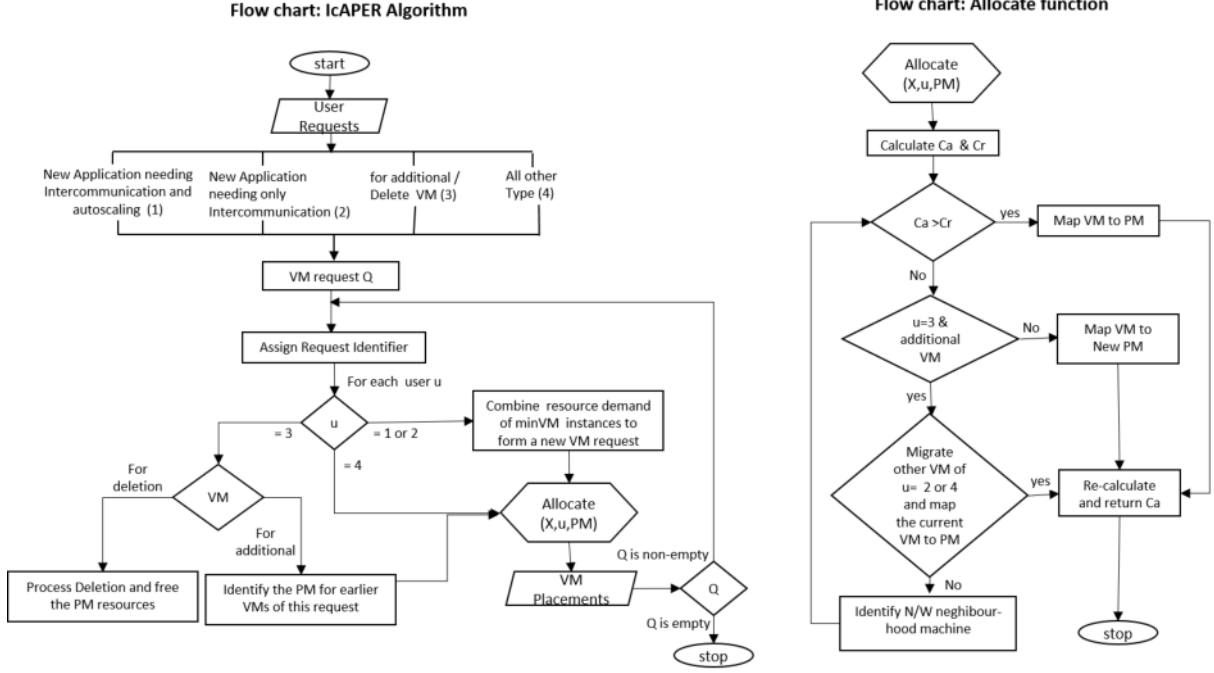 Flow chart: IcAPER Algorithm
start
User
Requests
New Application needing
Intercommunication and
autoscaling (1)
New Application
needing only
Intercommunication (2)
for additional /
Delete VM (3)
All other
Type (4)
VM request Q
Assign Request Identifier
For each user u
u
= 3
= 1 or 2
= 4
Combine resource demand
of minVM instances to
form a new VM request
For
deletion
VM
For
additional
Allocate
(X,u,PM)
Process Deletion and free
the PM resources
Identify the PM for earlier
VMs of this request
VM
Placements
Q is non-empty
Q
Q is empty
stop
Flow chart: Allocate function
Allocate
(X,u,PM)
Calculate Ca & Cr
Ca >Cr
yes
Map VM to PM
No
u=3 &
additional
VM
No
Map VM to
New PM
yes
Migrate
other VM of
u= 2 or 4
and map
the current
VM to PM
yes
Re-calculate
and return Ca
No
Identify N/W neghibour-
hood machine
stop